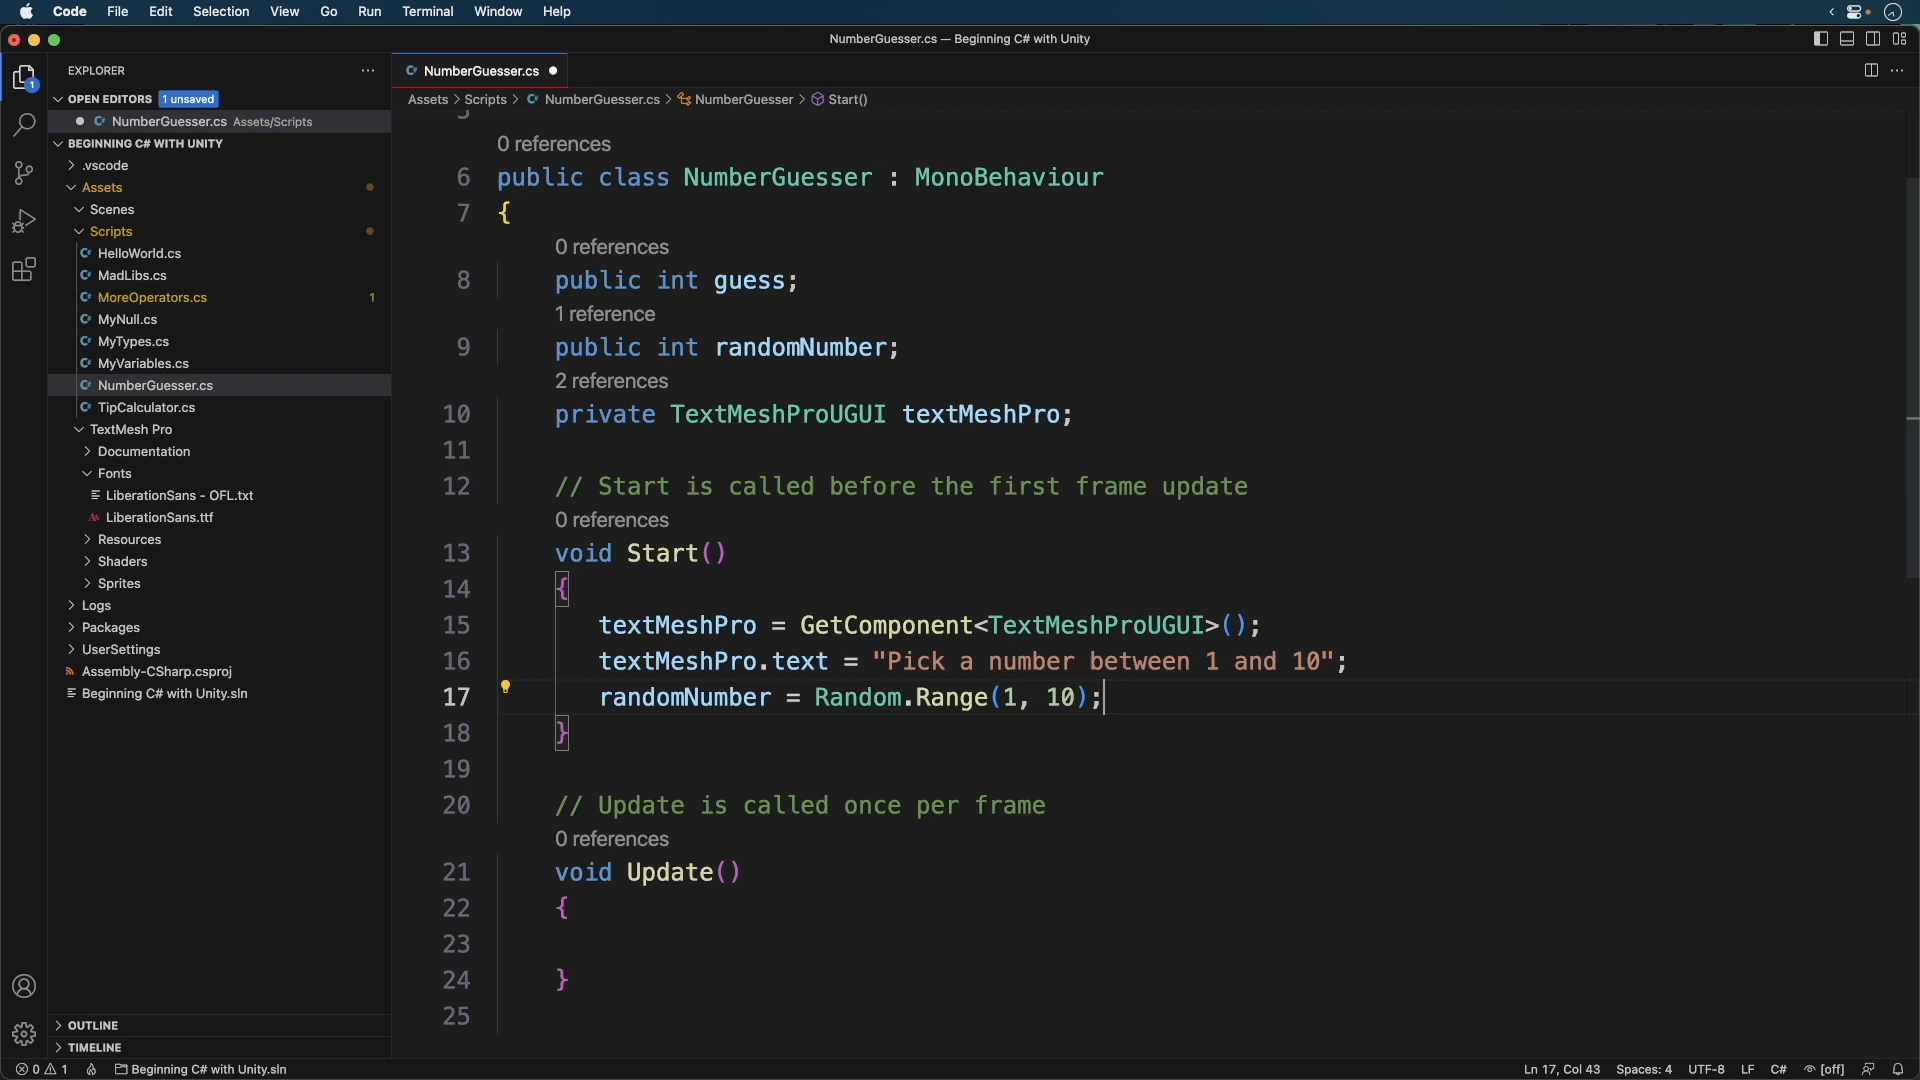 Code File Edit Selection View Go Run Terminal Window Help
NumberGuesser.cs — Beginning C# with Unity
EXPLORER
OPEN EDITORS 1 unsaved
NumberGuesser.cs Assets/Scripts
BEGINNING C# WITH UNITY
.vscode
Assets
Scenes
Scripts
HelloWorld.cs
MadLibs.cs
MoreOperators.cs 1
MyNull.cs
MyTypes.cs
MyVariables.cs
NumberGuesser.cs
TipCalculator.cs
TextMesh Pro
Documentation
Fonts
LiberationSans - OFL.txt
LiberationSans.ttf
Resources
Shaders
Sprites
Logs
Packages
UserSettings
Assembly-CSharp.csproj
Beginning C# with Unity.sln
OUTLINE
TIMELINE
1
NumberGuesser.cs
Assets > Scripts > NumberGuesser.cs > NumberGuesser > Start()
5
0 references
6 public class NumberGuesser : MonoBehaviour
7 {
0 references
8 public int guess;
1 reference
9 public int randomNumber;
2 references
10 private TextMeshProUGUI textMeshPro;
11
12 // Start is called before the first frame update
0 references
13 void Start()
14 {
15 textMeshPro = GetComponent<TextMeshProUGUI>();
16 textMeshPro.text = "Pick a number between 1 and 10";
17 randomNumber = Random.Range(1, 10);
18 }
19
20 // Update is called once per frame
0 references
21 void Update()
22 {
23
24 }
25
0 1 Beginning C# with Unity.sln Ln 17, Col 43 Spaces: 4 UTF-8 LF C# [off]